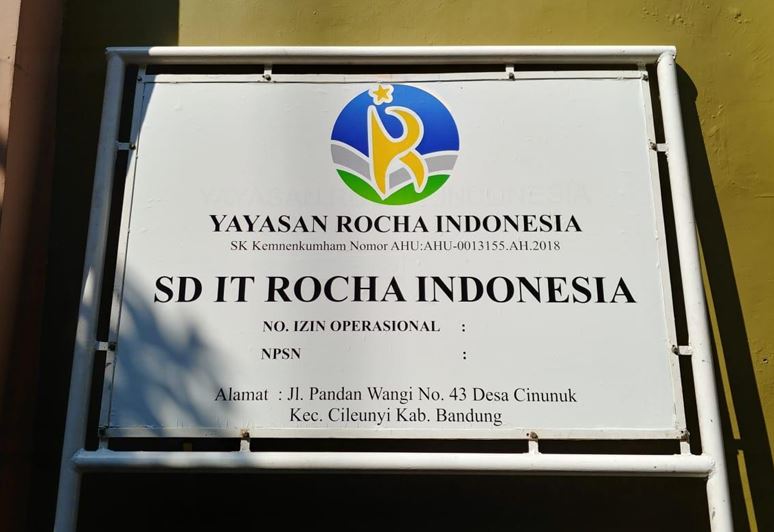 YAYASAN ROCHA INDONESIA
SK Kemnenkumham Nomor AHU:AHU-0013155.AH.2018
SD IT ROCHA INDONESIA
NO. IZIN OPERASIONAL :
NPSN :
Alamat : Jl. Pandan Wangi No. 43 Desa Cinunuk
Kec. Cileunyi Kab. Bandung